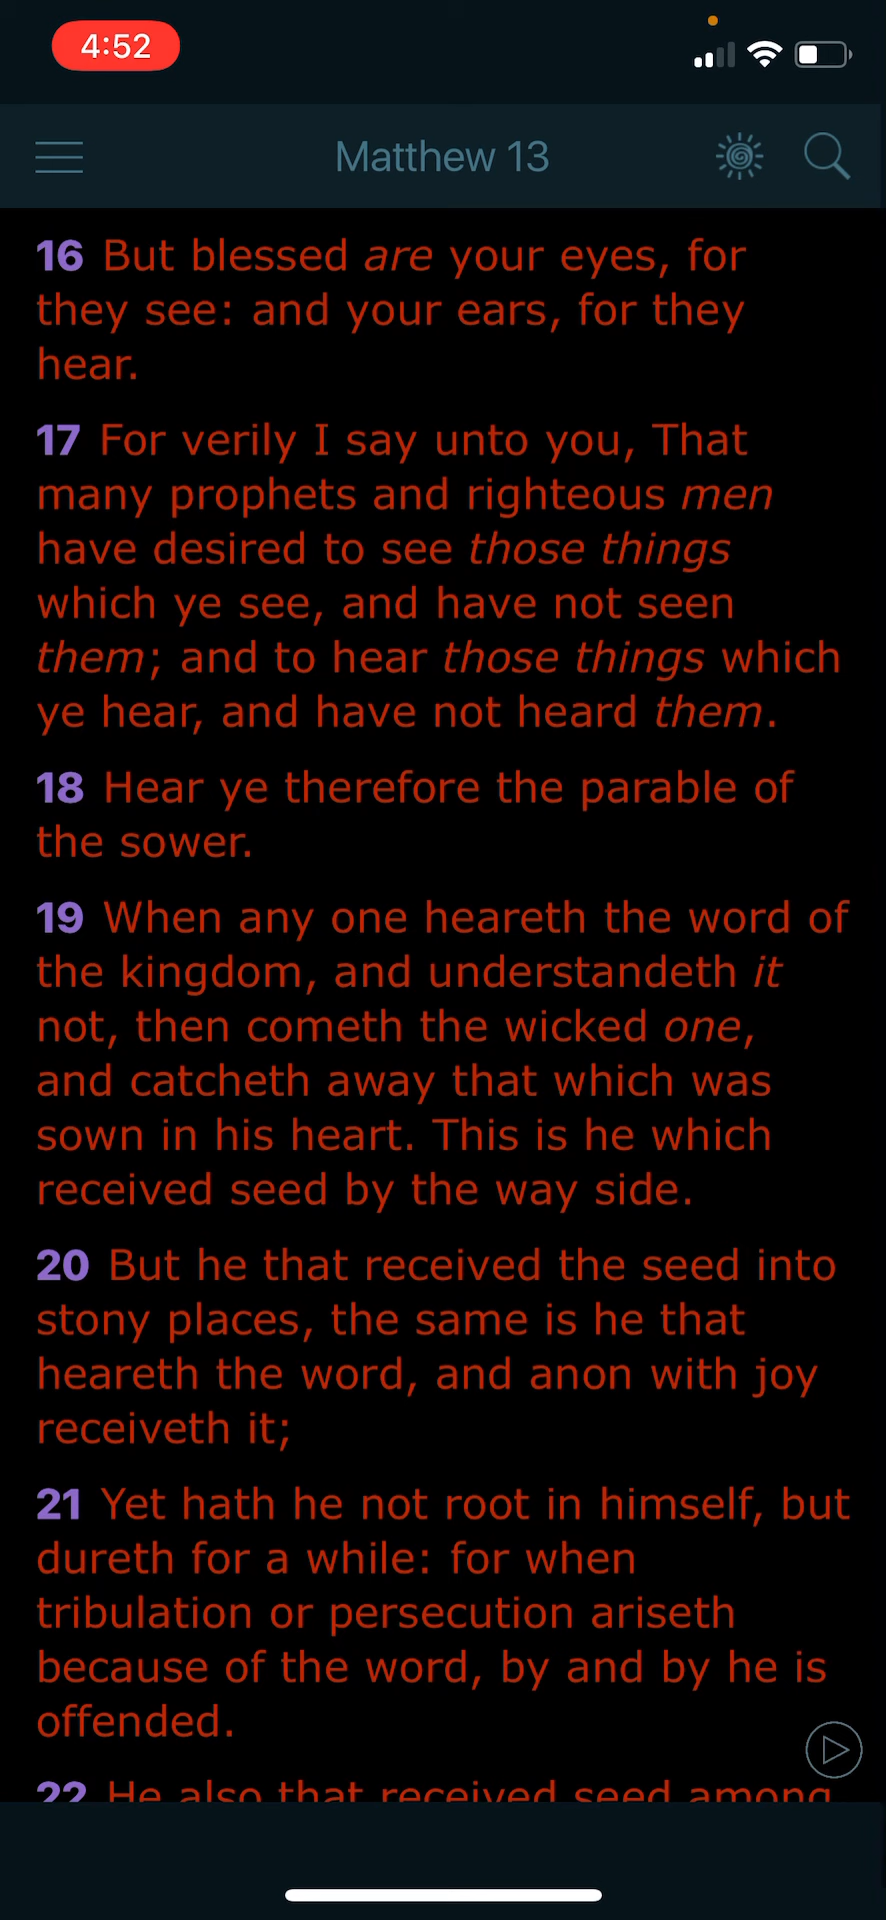 4:52
Matthew 13
16 But blessed are your eyes, for
they see: and your ears, for they
hear.
17 For verily I say unto you, That
many prophets and righteous men
have desired to see those things
which ye see, and have not seen
them; and to hear those things which
ye hear, and have not heard them.
18 Hear ye therefore the parable of
the sower.
19 When any one heareth the word of
the kingdom, and understandeth it
not, then cometh the wicked one,
and catcheth away that which was
sown in his heart. This is he which
received seed by the way side.
20 But he that received the seed into
stony places, the same is he that
heareth the word, and anon with joy
receiveth it;
21 Yet hath he not root in himself, but
dureth for a while: for when
tribulation or persecution ariseth
because of the word, by and by he is
offended.
22 He also that received seed among